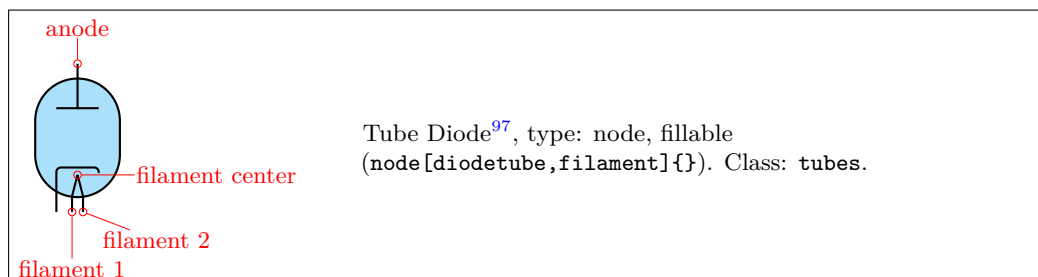 anode
Tube Diode97, type: node, fillable
(node[diodetube,filament]{}). Class: tubes.
filament center
filament 2
filament 1